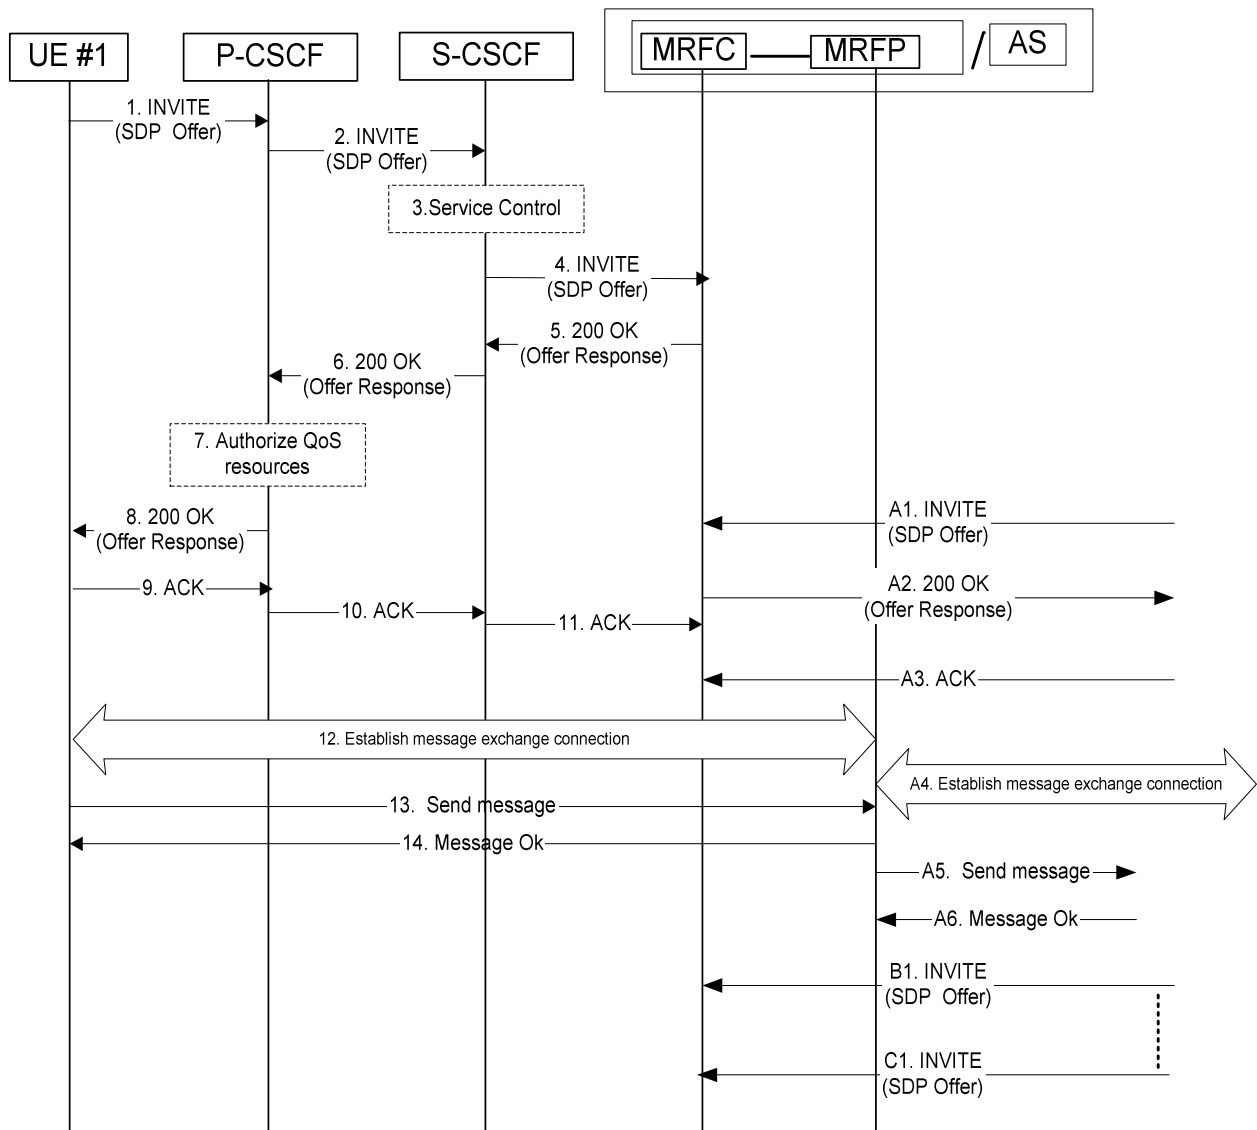 UE #1
P-CSCF
S-CSCF
MRFC
MRFP
/
AS
1. INVITE
(SDP Offer)
2. INVITE
(SDP Offer)
3.Service Control
4. INVITE
(SDP Offer)
5. 200 OK
(Offer Response)
6. 200 OK
(Offer Response)
7. Authorize QoS
resources
8. 200 OK
(Offer Response)
A1. INVITE
(SDP Offer)
9. ACK
A2. 200 OK
(Offer Response)
10. ACK
11. ACK
A3. ACK
12. Establish message exchange connection
A4. Establish message exchange connection
13. Send message
14. Message Ok
A5. Send message
A6. Message Ok
B1. INVITE
(SDP Offer)
C1. INVITE
(SDP Offer)